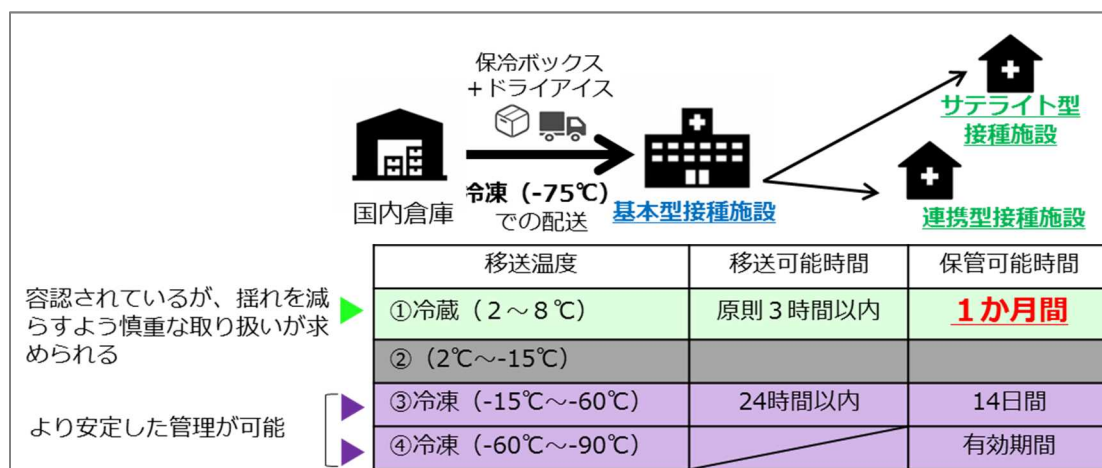 保冷ボックス
＋ドライアイス
サテライト型
接種施設
国内倉庫
冷凍（-75℃）
での配送
基本型接種施設
連携型接種施設
移送温度 移送可能時間 保管可能時間
容認されているが、揺れを減
らすよう慎重な取り扱いが求
められる
①冷蔵（２～８℃） 原則３時間以内 １か月間
②（2℃～-15℃）
より安定した管理が可能
③冷凍（-15℃～-60℃） 24時間以内 14日間
④冷凍（-60℃～-90℃） 有効期間